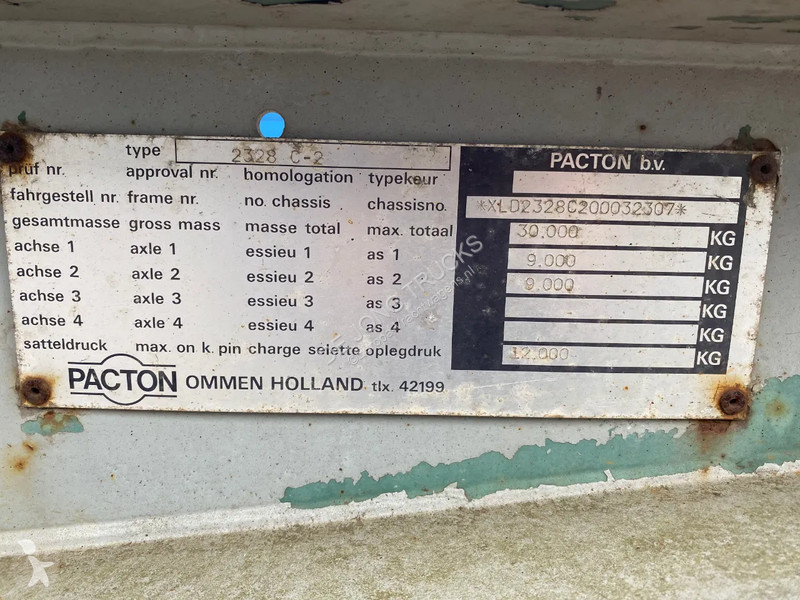 type 2328 C-2
PACTON b.v.
prüf nr. approval nr. homologation typekeur
fahrgestell nr. frame nr. no. chassis chassisno. *XLD2328C200032307*
gesamtmasse gross mass masse total max. totaal 30.000 KG
achse 1 axle 1 essieu 1 as 1 9.000 KG
achse 2 axle 2 essieu 2 as 2 9.000 KG
achse 3 axle 3 essieu 3 as 3 KG
achse 4 axle 4 essieu 4 as 4 KG
satteldruck max. on k. pin charge selette oplegdruk 12.000 KG
PACTON OMMEN HOLLAND tlx. 42199
TRUCKS